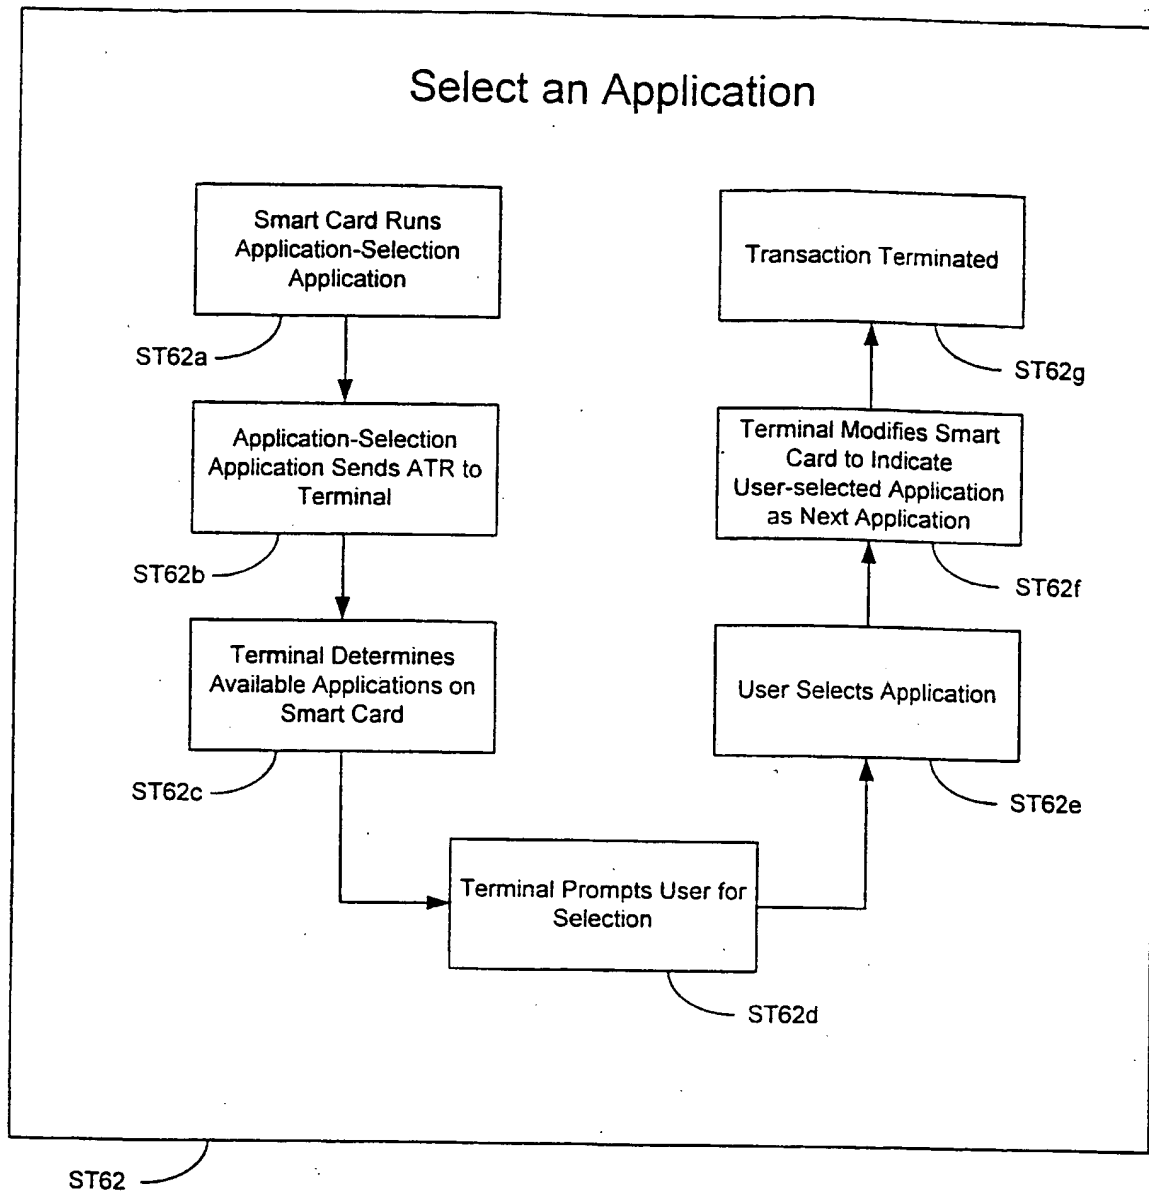 Select an Application
Smart Card Runs
Application-Selection
Application
ST62a
Application-Selection
Application Sends ATR to
Terminal
ST62b
Terminal Determines
Available Applications on
Smart Card
ST62c
Terminal Prompts User for
Selection
ST62d
User Selects Application
ST62e
Terminal Modifies Smart
Card to Indicate
User-selected Application
as Next Application
ST62f
Transaction Terminated
ST62g
ST62